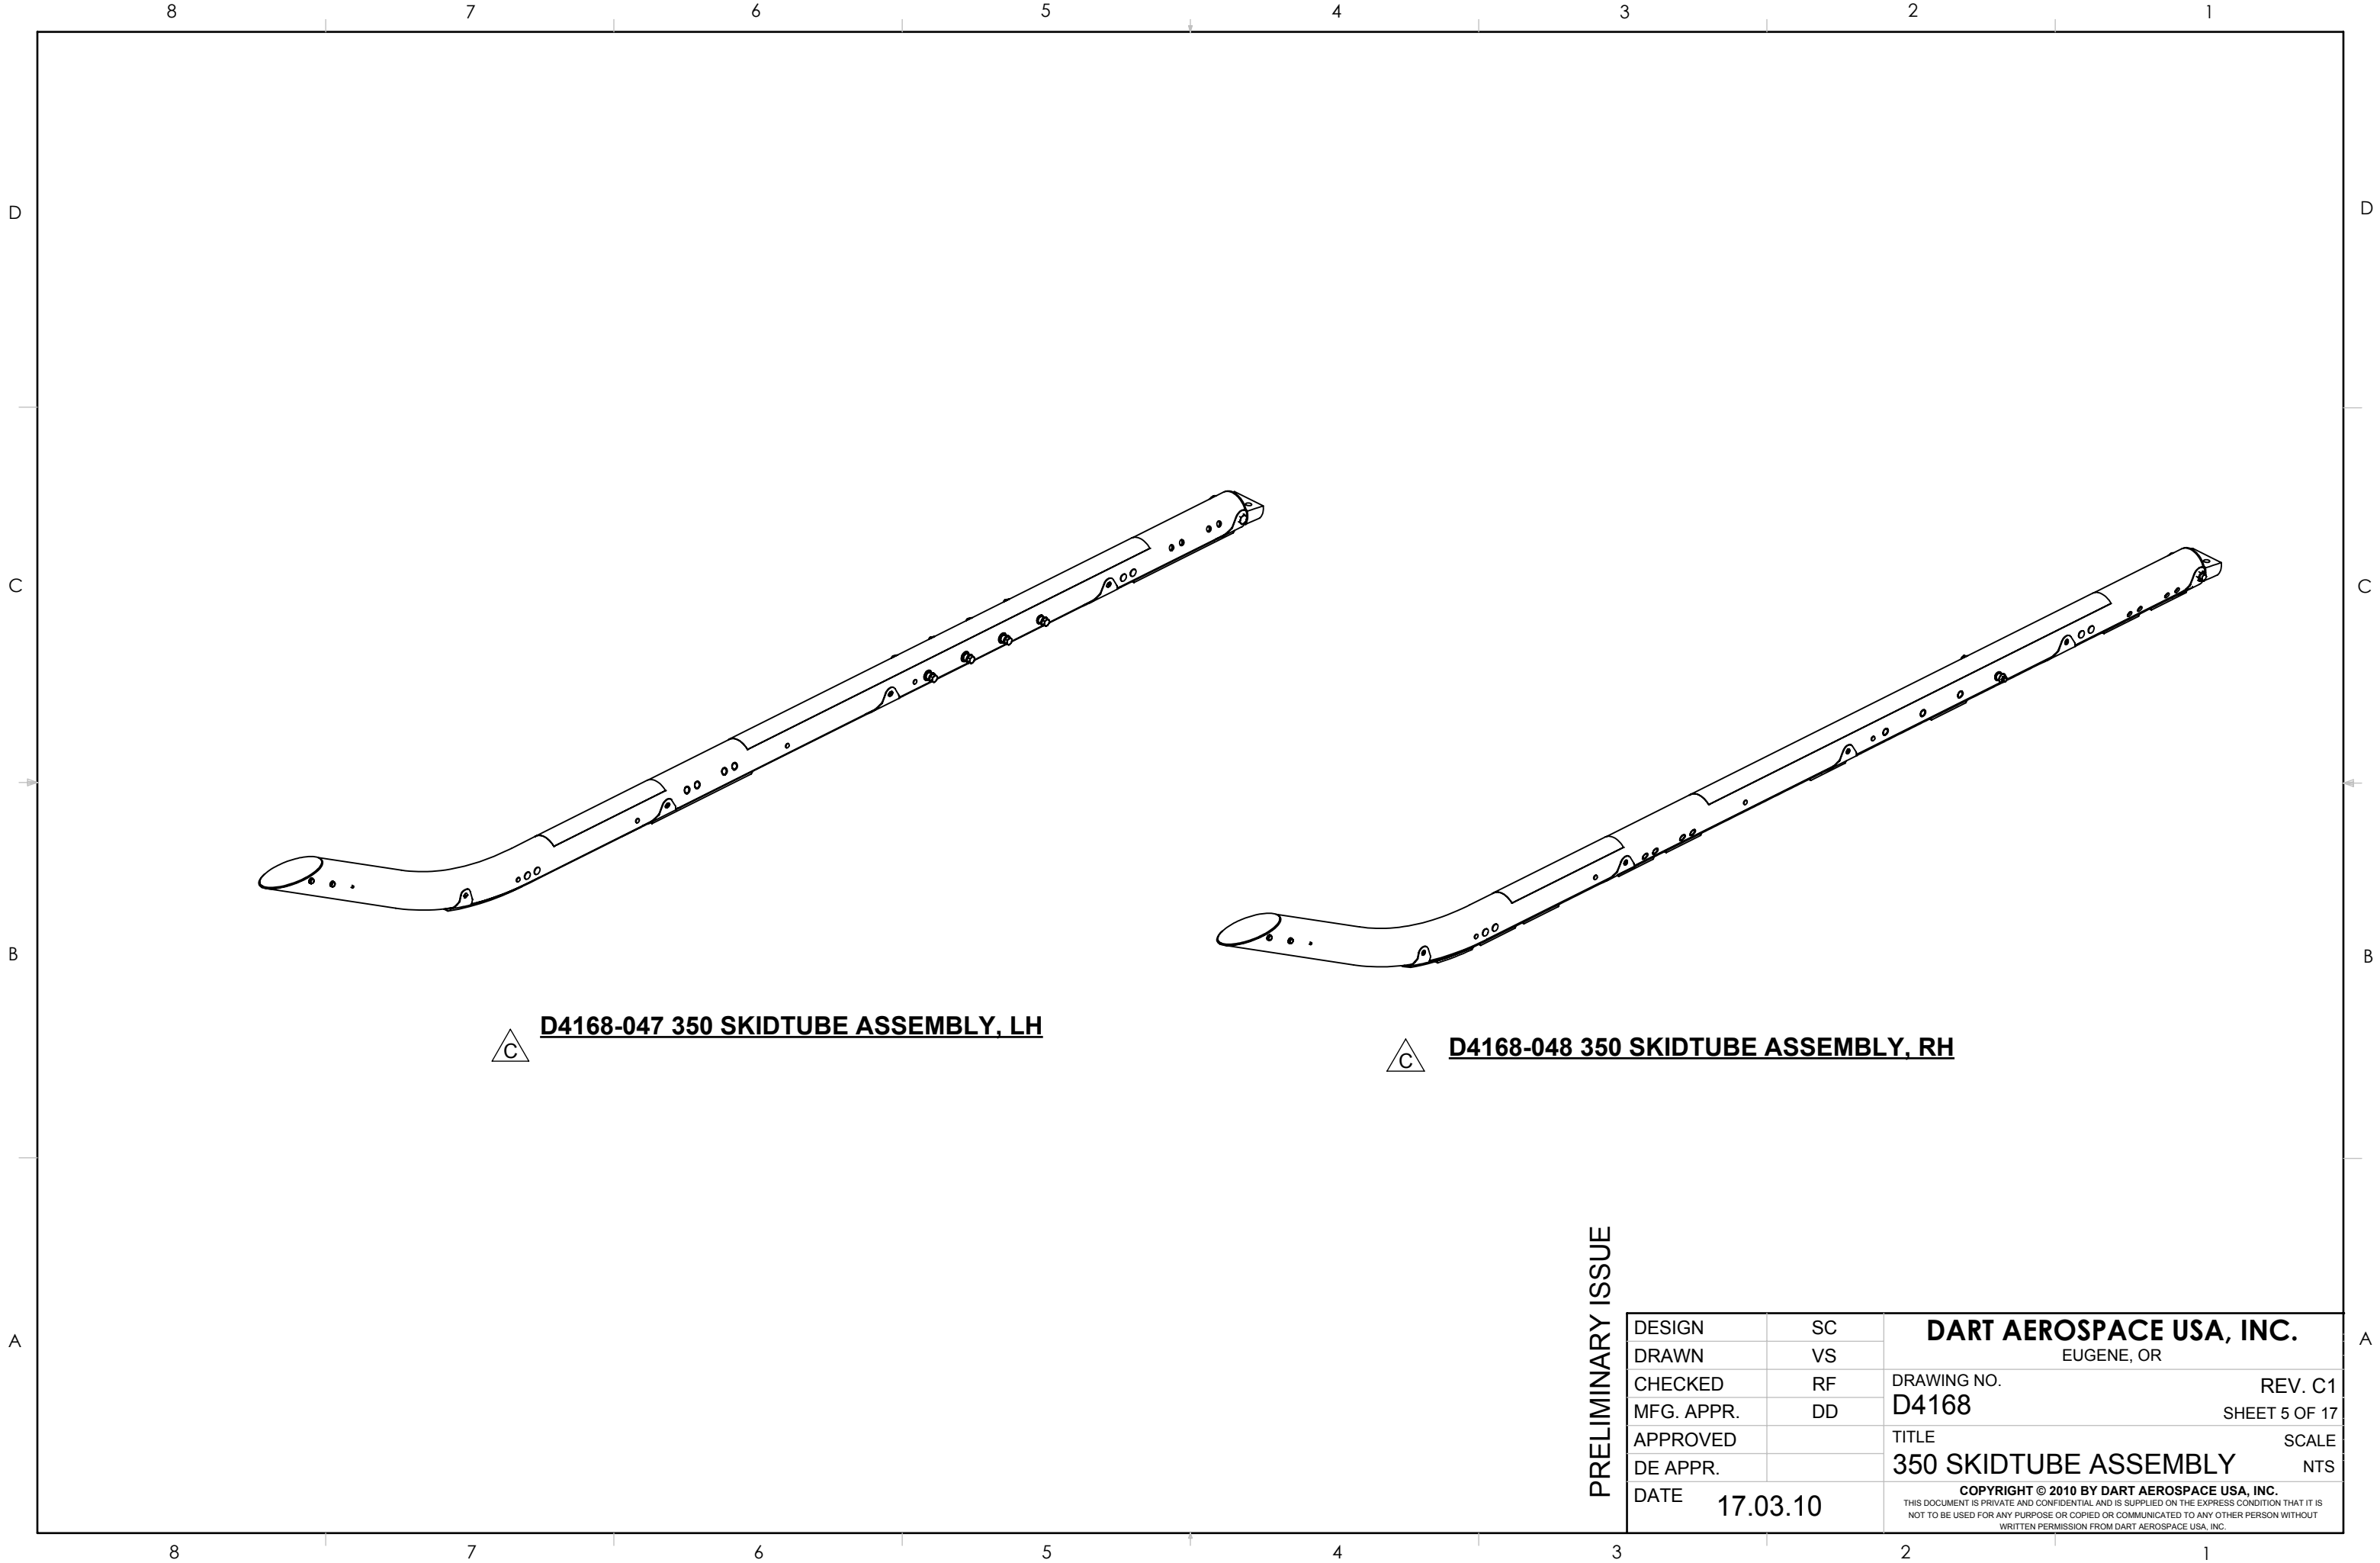 8 7 6 5 4 3 2 1
D D
C C
B B
A A
D4168-047 350 SKIDTUBE ASSEMBLY, LH
C
D4168-048 350 SKIDTUBE ASSEMBLY, RH
C
PRELIMINARY ISSUE
DESIGN SC
DRAWN VS
CHECKED RF
MFG. APPR. DD
APPROVED
DE APPR.
DATE 17.03.10
DART AEROSPACE USA, INC.
EUGENE, OR
DRAWING NO. REV. C1
D4168 SHEET 5 OF 17
TITLE SCALE
350 SKIDTUBE ASSEMBLY NTS
COPYRIGHT © 2010 BY DART AEROSPACE USA, INC.
THIS DOCUMENT IS PRIVATE AND CONFIDENTIAL AND IS SUPPLIED ON THE EXPRESS CONDITION THAT IT IS
NOT TO BE USED FOR ANY PURPOSE OR COPIED OR COMMUNICATED TO ANY OTHER PERSON WITHOUT
WRITTEN PERMISSION FROM DART AEROSPACE USA, INC.
8 7 6 5 4 3 2 1